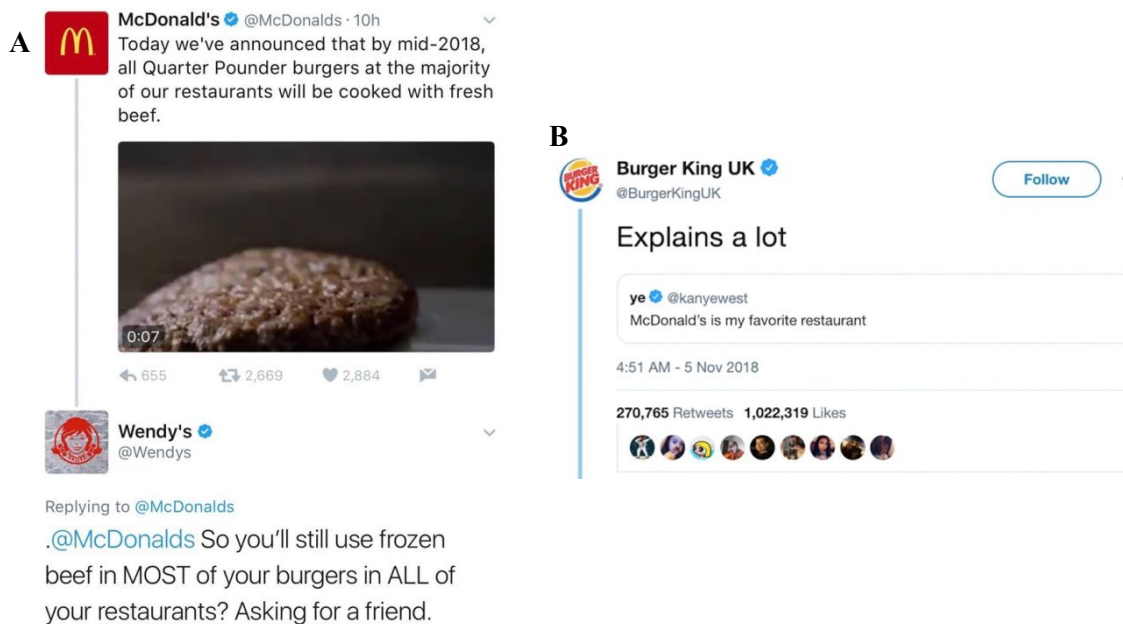 A
McDonald's @McDonalds · 10h
Today we've announced that by mid-2018,
all Quarter Pounder burgers at the majority
of our restaurants will be cooked with fresh
beef.
0:07
655 2,669 2,884
Wendy's
@Wendys
Replying to @McDonalds
.@McDonalds So you'll still use frozen
beef in MOST of your burgers in ALL of
your restaurants? Asking for a friend.
B
BURGER
KING
Burger King UK
@BurgerKingUK
Follow
Explains a lot
ye @kanyewest
McDonald's is my favorite restaurant
4:51 AM - 5 Nov 2018
270,765 Retweets 1,022,319 Likes